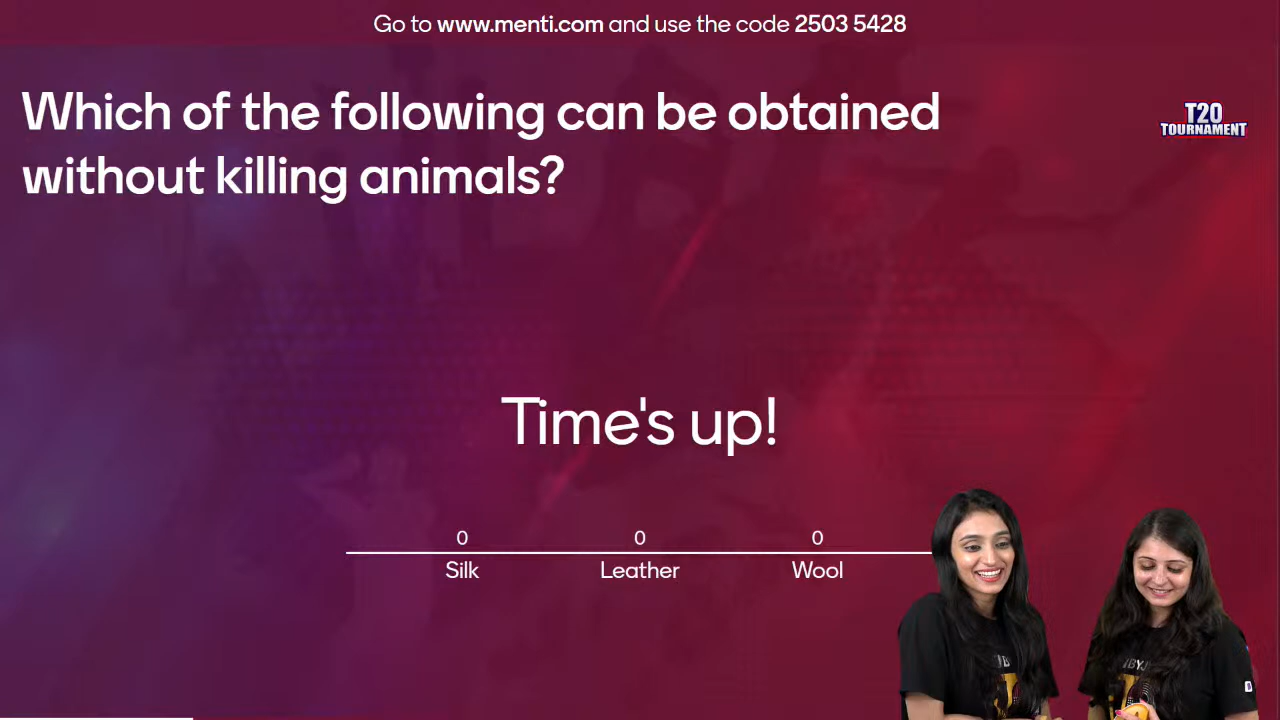 Go to www.menti.com and use the code 2503 5428
Which of the following can be obtained
without killing animals?
T20
TOURNAMENT
Time's up!
0 0 0
Silk Leather Wool